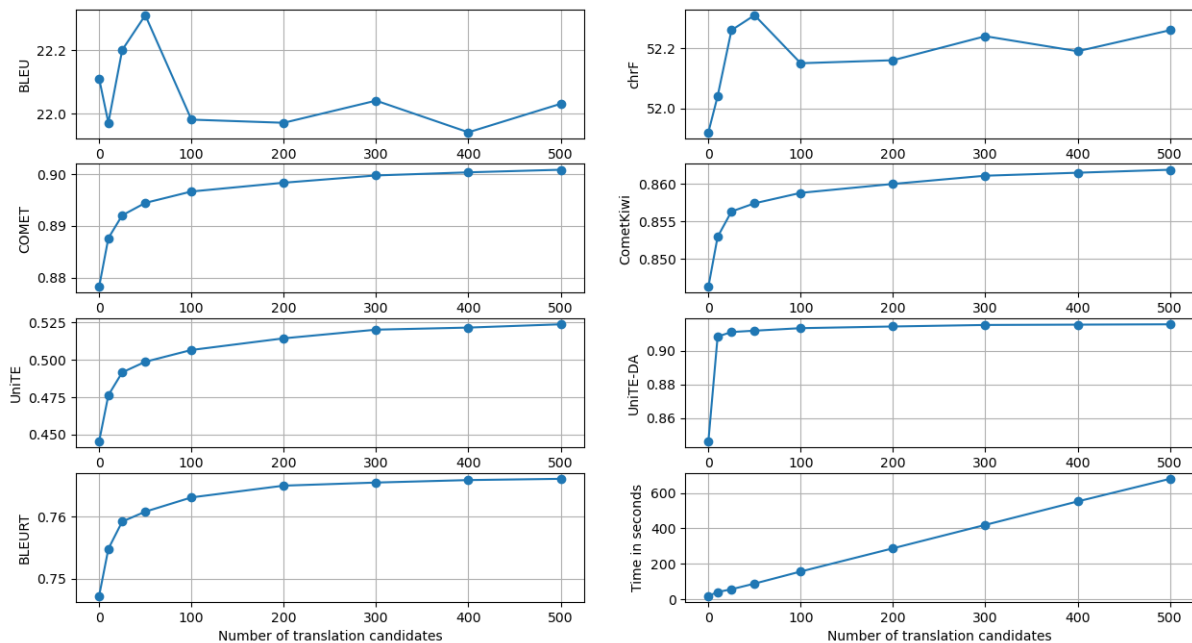 BLEU
22.2
22.0
0 100 200 300 400 500
chrF
52.2
52.0
0 100 200 300 400 500
COMET
0.90
0.89
0.88
0 100 200 300 400 500
CometKiwi
0.860
0.855
0.850
0 100 200 300 400 500
UniTE
0.525
0.500
0.475
0.450
0 100 200 300 400 500
UniTE-DA
0.90
0.88
0.86
0 100 200 300 400 500
BLEURT
0.76
0.75
0 100 200 300 400 500
Number of translation candidates
Time in seconds
600
400
200
0
0 100 200 300 400 500
Number of translation candidates